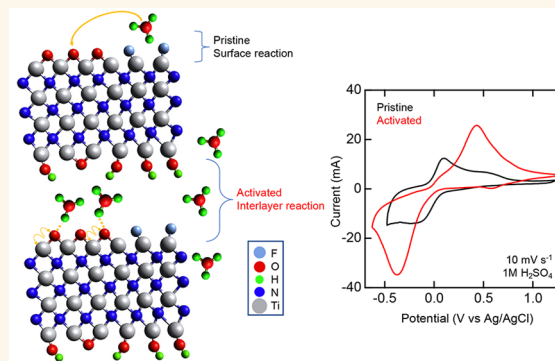 Pristine
Surface reaction
Activated
Interlayer reaction
F
O
H
N
Ti
40
20
0
-20
-40
Current (mA)
Pristine
Activated
10 mV s⁻¹
1M H₂SO₄
-0.5 0.0 0.5 1.0
Potential (V vs Ag/AgCl)